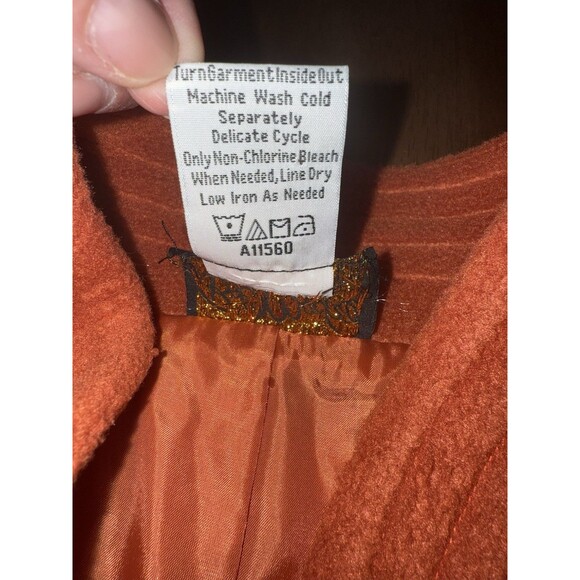 TurnGarmentInsideOut
Machine Wash Cold
Separately
Delicate Cycle
Only Non-Chlorine Bleach
When Needed, Line Dry
Low Iron As Needed
A11560